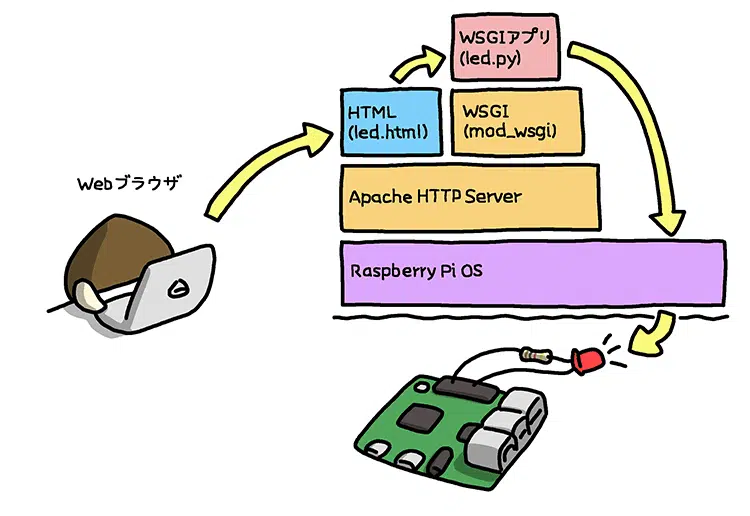 WSGIアプリ
(led.py)
HTML
(led.html)
WSGI
(mod_wsgi)
Webブラウザ
Apache HTTP Server
Raspberry Pi OS